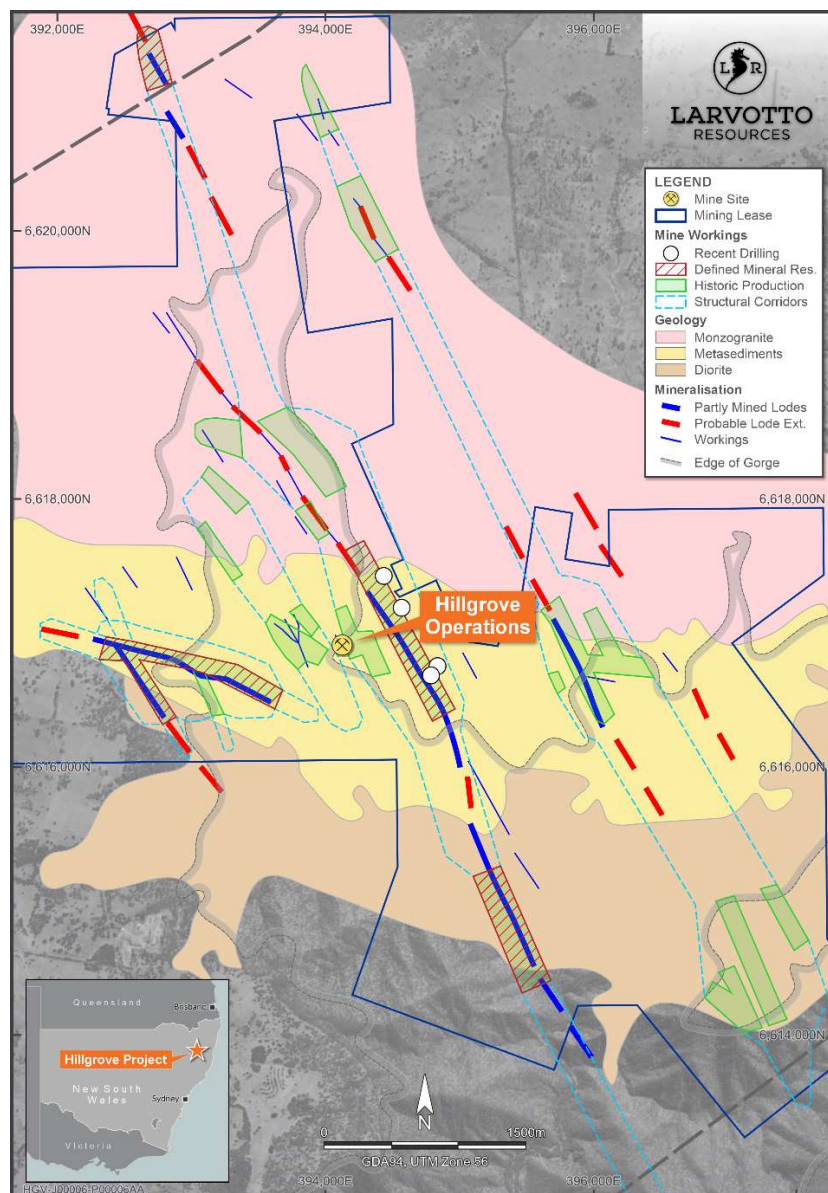 392,000E
394,000E
396,000E
L R
LARVOTTO
RESOURCES
LEGEND
Mine Site
Mining Lease
Mine Workings
Recent Drilling
Defined Mineral Res.
Historic Production
Structural Corridors
Geology
Monzogranite
Metasediments
Diorite
Mineralisation
Partly Mined Lodes
Probable Lode Ext.
Workings
Edge of Gorge
6,620,000N
6,618,000N
6,618,000N
Hillgrove
Operations
6,616,000N
6,616,000N
6,614,000N
Queensland
Brisbane
Hillgrove Project
New South
Wales
Sydney
Victoria
N
0
1500m
GDA94, UTM Zone 56
394,000E
396,000E
HGV-J00006-P00006AA